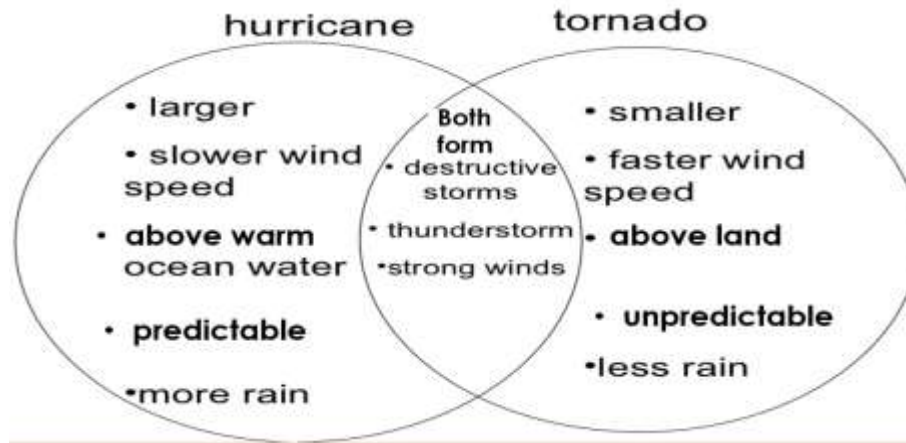 hurricane
tornado
• larger
• slower wind
speed
• above warm
ocean water
• predictable
•more rain
Both
form
• destructive
storms
• thunderstorm
•strong winds
• smaller
• faster wind
speed
• above land
• unpredictable
•less rain